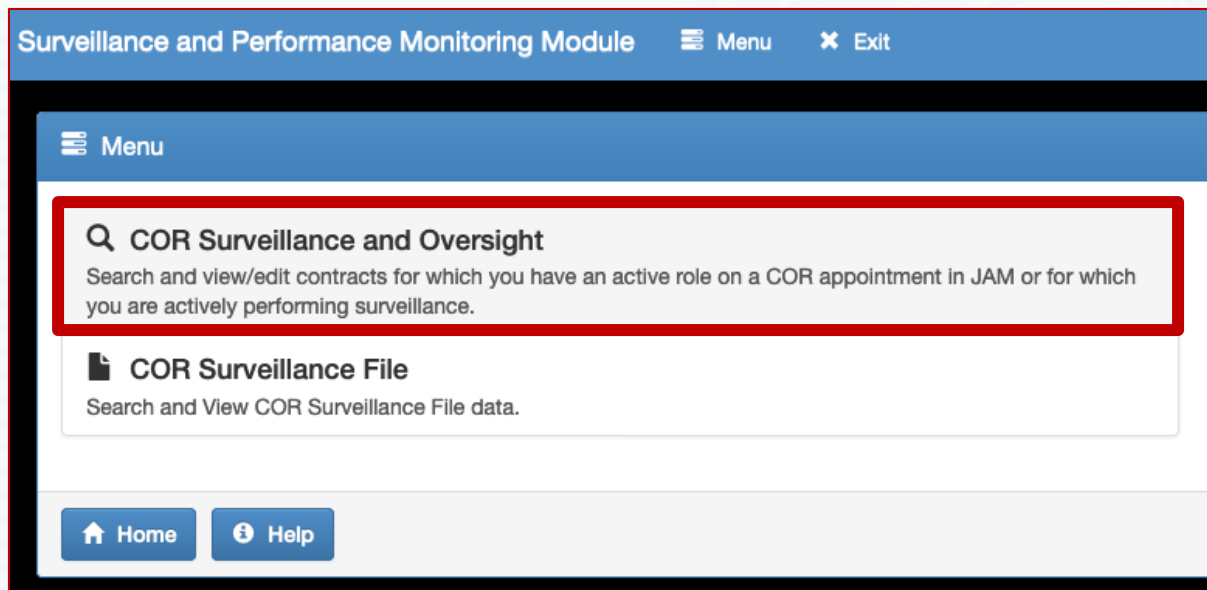 Surveillance and Performance Monitoring Module Menu Exit
Menu
COR Surveillance and Oversight
Search and view/edit contracts for which you have an active role on a COR appointment in JAM or for which
you are actively performing surveillance.
COR Surveillance File
Search and View COR Surveillance File data.
Home Help